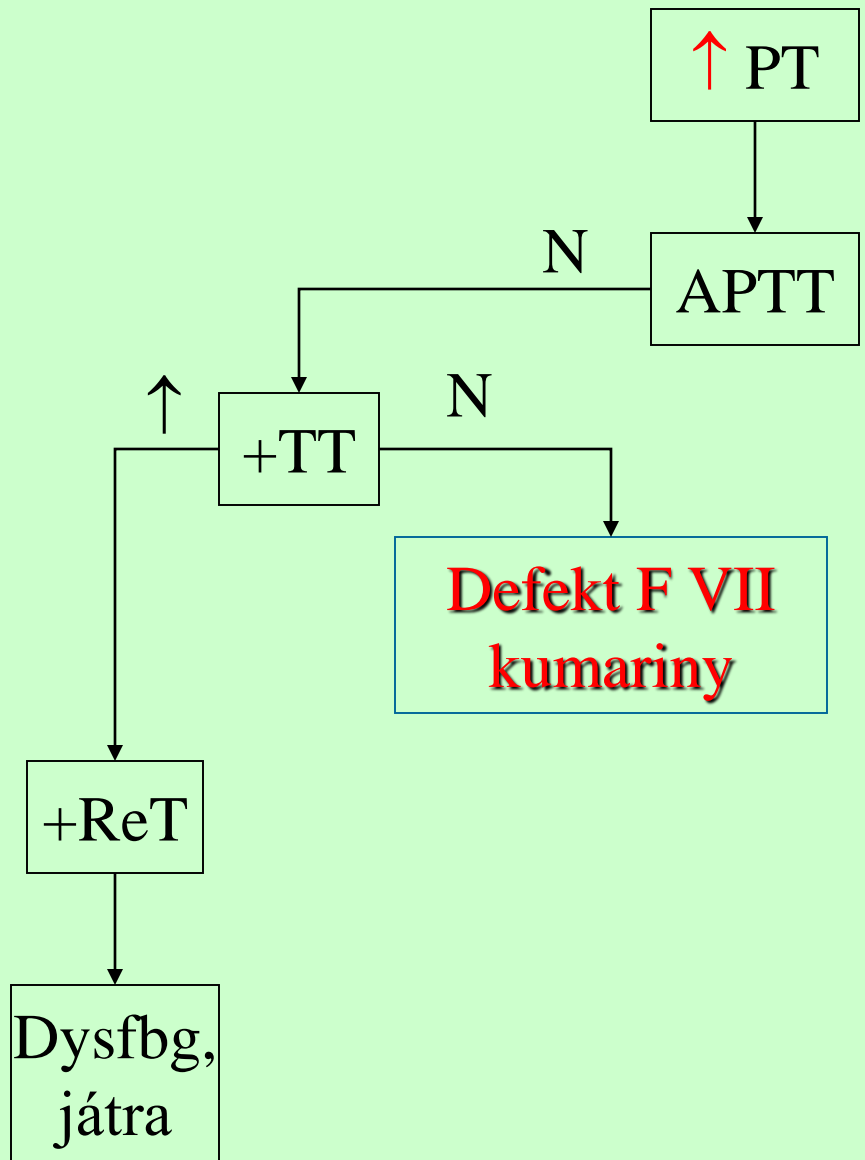 ↑ PT
N
APTT
↑
N
+TT
Defekt F VII
kumariny
+ReT
Dysfbg,
játra